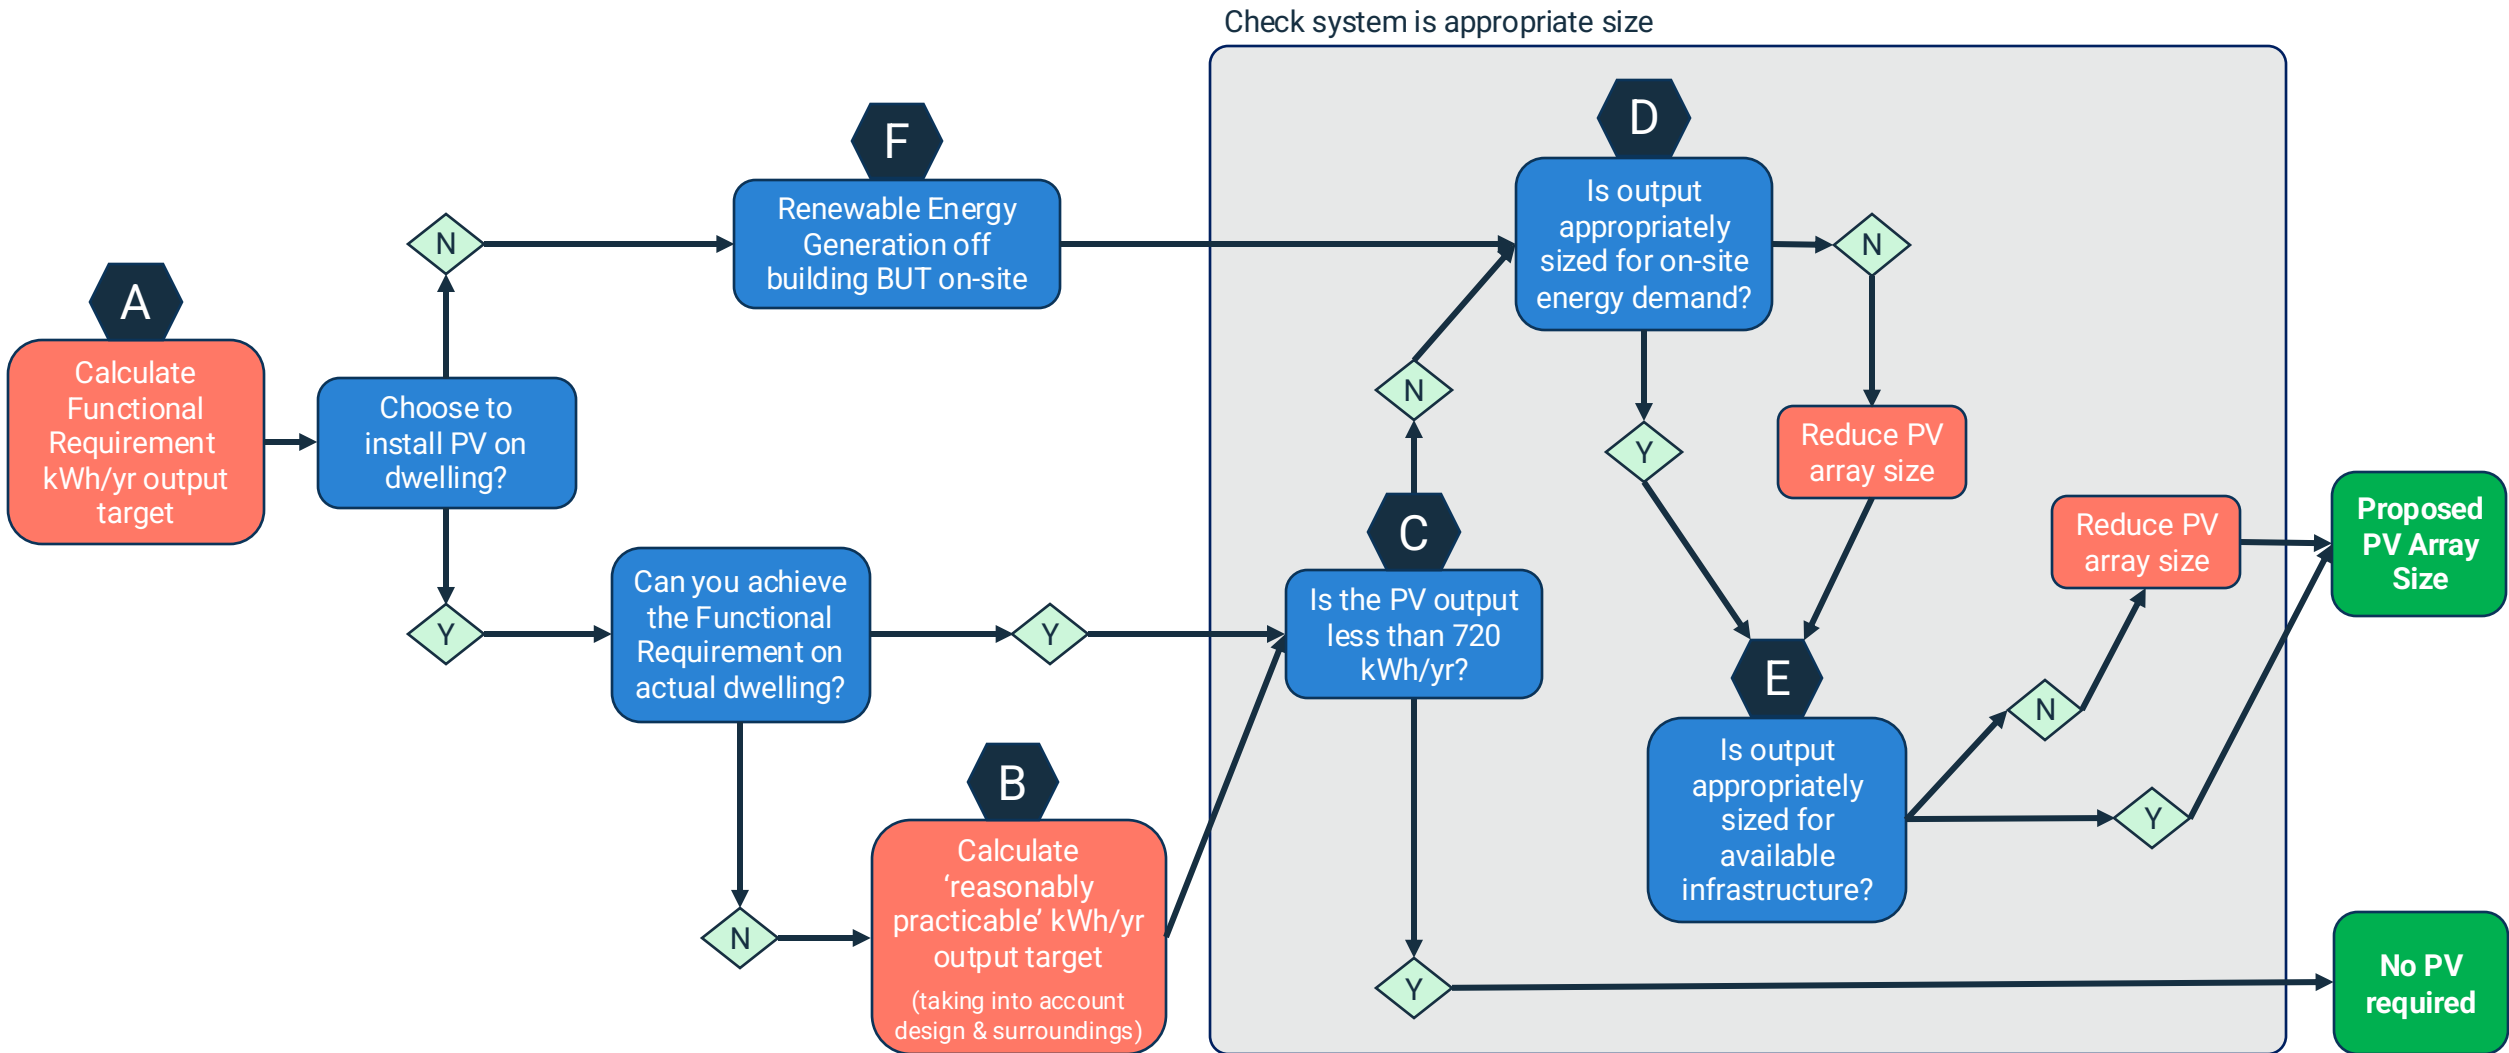 Check system is appropriate size
A
Calculate
Functional
Requirement
kWh/yr output
target
Choose to
install PV on
dwelling?
N
Y
F
Renewable Energy
Generation off
building BUT on-site
Can you achieve
the Functional
Requirement on
actual dwelling?
Y
N
B
Calculate
‘reasonably
practicable’ kWh/yr
output target
(taking into account
design & surroundings)
C
Is the PV output
less than 720
kWh/yr?
N
Y
D
Is output
appropriately
sized for on-site
energy demand?
N
Y
Reduce PV
array size
E
Is output
appropriately
sized for
available
infrastructure?
N
Y
Reduce PV
array size
Proposed
PV Array
Size
No PV
required